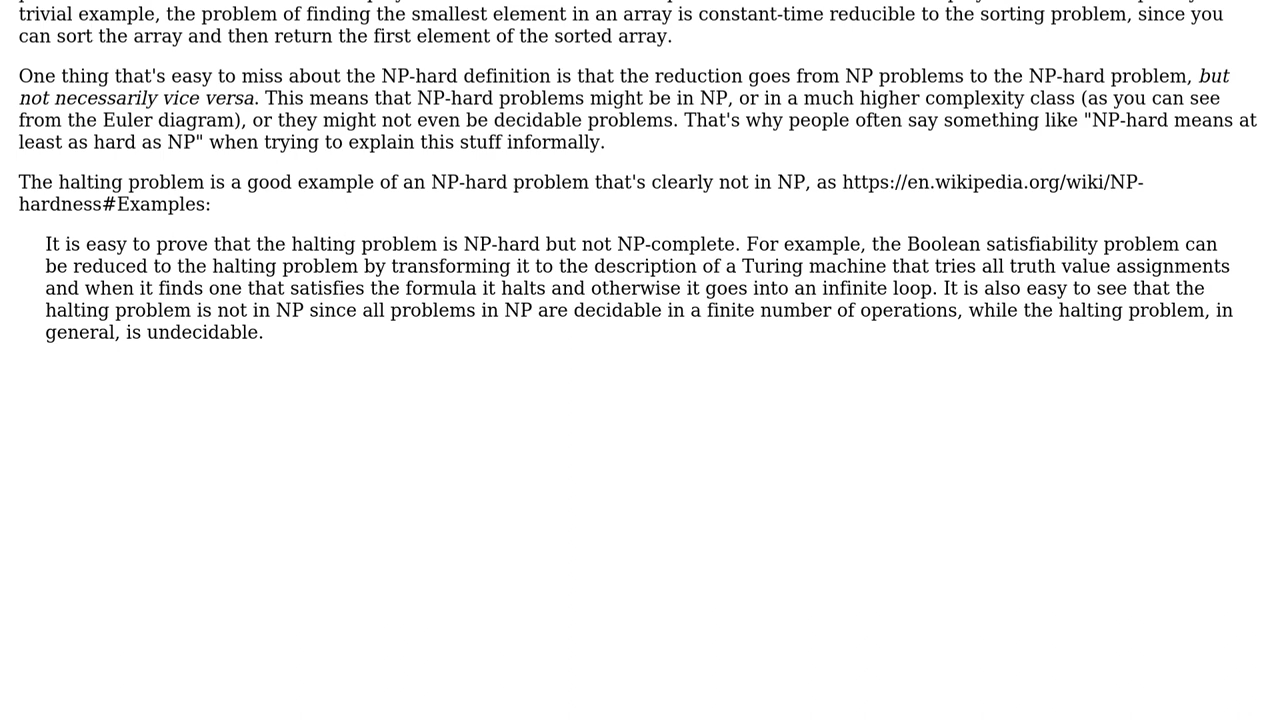 trivial example, the problem of finding the smallest element in an array is constant-time reducible to the sorting problem, since you
can sort the array and then return the first element of the sorted array.
One thing that's easy to miss about the NP-hard definition is that the reduction goes from NP problems to the NP-hard problem, but
not necessarily vice versa. This means that NP-hard problems might be in NP, or in a much higher complexity class (as you can see
from the Euler diagram), or they might not even be decidable problems. That's why people often say something like "NP-hard means at
least as hard as NP" when trying to explain this stuff informally.
The halting problem is a good example of an NP-hard problem that's clearly not in NP, as https://en.wikipedia.org/wiki/NP-
hardness#Examples:
It is easy to prove that the halting problem is NP-hard but not NP-complete. For example, the Boolean satisfiability problem can
be reduced to the halting problem by transforming it to the description of a Turing machine that tries all truth value assignments
and when it finds one that satisfies the formula it halts and otherwise it goes into an infinite loop. It is also easy to see that the
halting problem is not in NP since all problems in NP are decidable in a finite number of operations, while the halting problem, in
general, is undecidable.